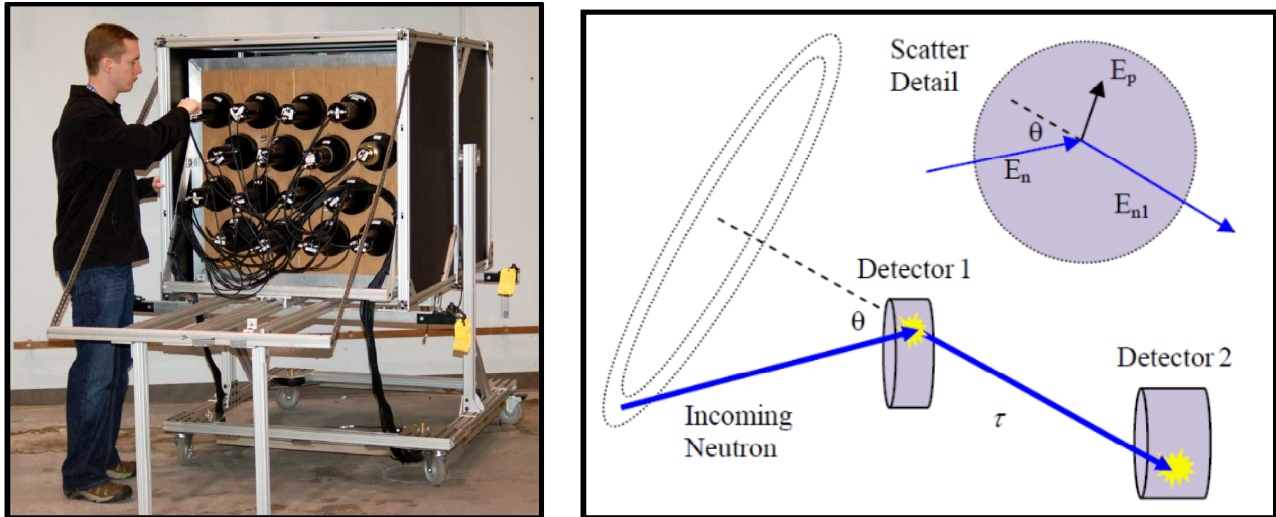 Scatter
Detail
E_p
θ
E_n
E_n1
Detector 1
θ
Detector 2
Incoming
Neutron
τ